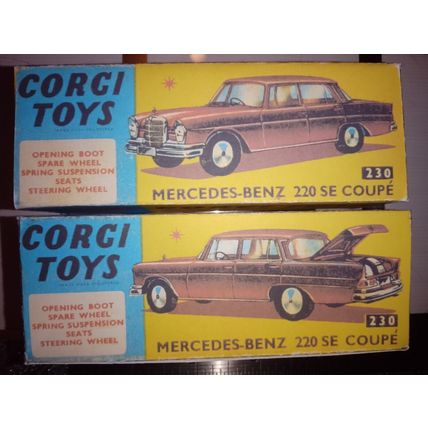 CORGI
TOYS
OPENING BOOT
SPARE WHEEL
SPRING SUSPENSION
SEATS
STEERING WHEEL
230
MERCEDES-BENZ 220 SE COUPÉ
CORGI
TOYS
OPENING BOOT
SPARE WHEEL
SPRING SUSPENSION
SEATS
STEERING WHEEL
230
MERCEDES-BENZ 220 SE COUPÉ